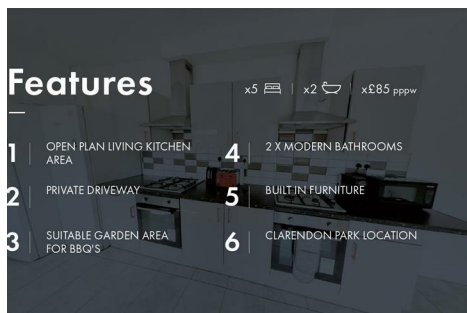 Features
x5 x2 x£85 pppw
1 OPEN PLAN LIVING KITCHEN
AREA
2 PRIVATE DRIVEWAY
3 SUITABLE GARDEN AREA
FOR BBQ'S
4 2 X MODERN BATHROOMS
5 BUILT IN FURNITURE
6 CLARENDON PARK LOCATION